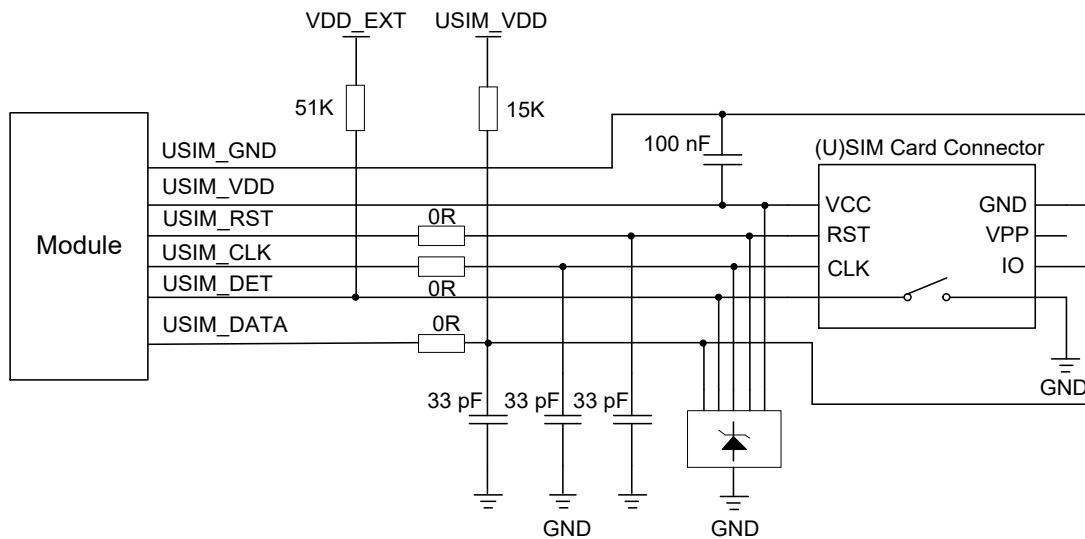 VDD_EXT USIM_VDD
51K 15K
USIM_GND
100 nF
(U)SIM Card Connector
USIM_VDD
VCC GND
USIM_RST
0R
RST VPP
Module
USIM_CLK
CLK IO
USIM_DET
0R
USIM_DATA
0R
GND
33 pF 33 pF 33 pF
GND GND